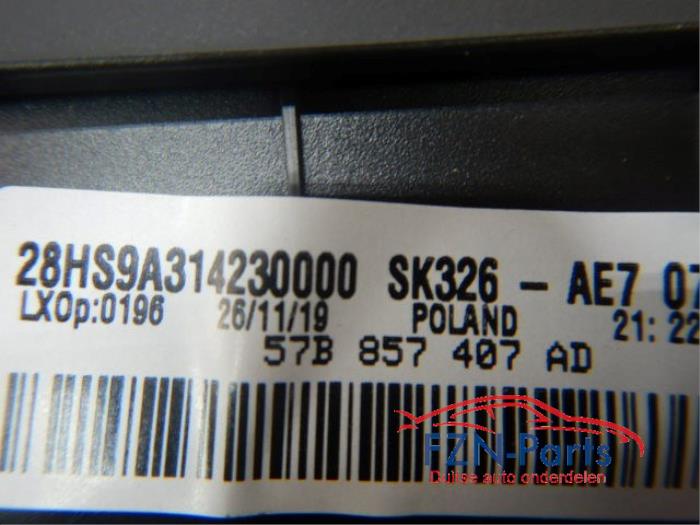 28HS9A314230000 SK326 - AE7 07
LXOp:0196 26/11/19 POLAND 21: 22
57B 857 407 AD
FZN-Parts
Duitse auto onderdelen